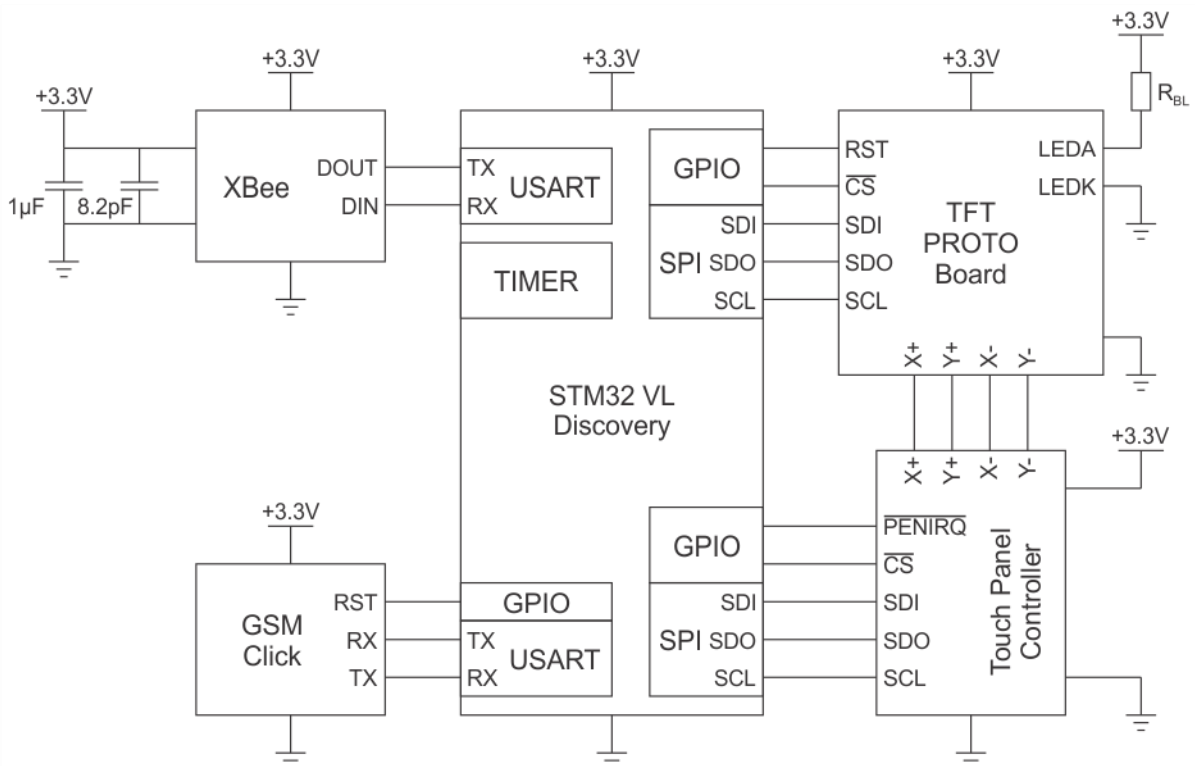 +3.3V
+3.3V
1µF
8.2pF
XBee
DOUT
DIN
+3.3V
TX
RX
USART
TIMER
STM32 VL
Discovery
GPIO
SDI
SPI
SDO
SCL
+3.3V
RST
CS
SDI
SDO
SCL
TFT
PROTO
Board
LEDA
LEDK
+3.3V
RBL
X+
Y+
X-
Y-
+3.3V
GSM
Click
RST
RX
TX
GPIO
TX
RX
USART
GPIO
SDI
SPI
SDO
SCL
+3.3V
X+
Y+
X-
Y-
PENIRQ
CS
SDI
SDO
SCL
Touch Panel
Controller